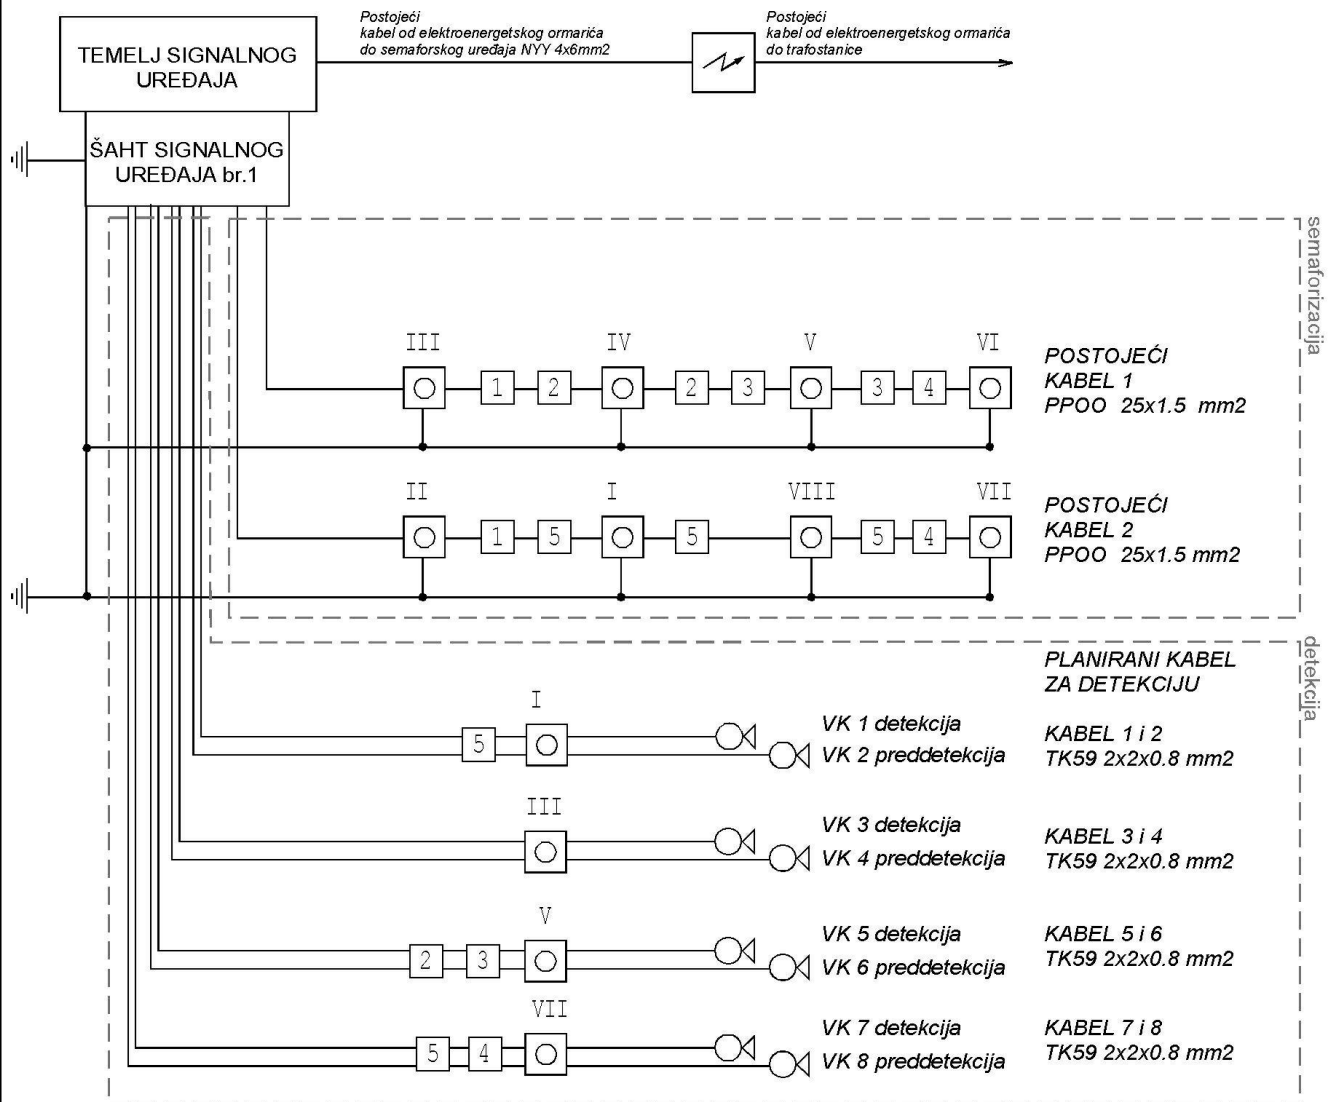 Postojeći
kabel od elektroenergetskog ormarića
do semaforskog uređaja NYY 4x6mm2
Postojeći
kabel od elektroenergetskog ormarića
do trafostanice
TEMELJ SIGNALNOG
UREĐAJA
ŠAHT SIGNALNOG
UREĐAJA br.1
semaforizacija
III IV V VI
1 2 2 3 3 4
POSTOJEĆI
KABEL 1
PPOO 25x1.5 mm2
II I VIII VII
1 5 5 5 4
POSTOJEĆI
KABEL 2
PPOO 25x1.5 mm2
detekcija
PLANIRANI KABEL
ZA DETEKCIJU
I
5
VK 1 detekcija
VK 2 preddetekcija
KABEL 1 i 2
TK59 2x2x0.8 mm2
III
VK 3 detekcija
VK 4 preddetekcija
KABEL 3 i 4
TK59 2x2x0.8 mm2
V
2 3
VK 5 detekcija
VK 6 preddetekcija
KABEL 5 i 6
TK59 2x2x0.8 mm2
VII
5 4
VK 7 detekcija
VK 8 preddetekcija
KABEL 7 i 8
TK59 2x2x0.8 mm2